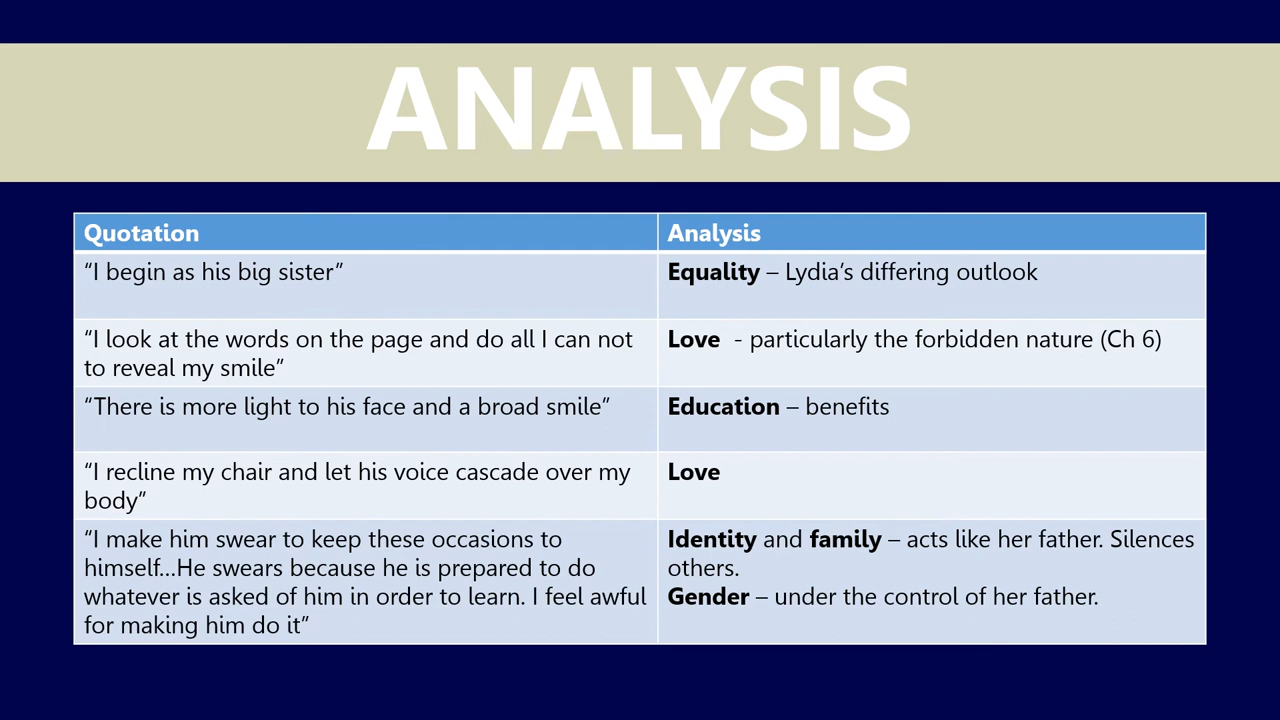 ANALYSIS
Quotation
Analysis
“I begin as his big sister”
Equality – Lydia’s differing outlook
“I look at the words on the page and do all I can not
to reveal my smile”
Love  - particularly the forbidden nature (Ch 6)
“There is more light to his face and a broad smile”
Education – benefits
“I recline my chair and let his voice cascade over my
body”
Love
“I make him swear to keep these occasions to
himself…He swears because he is prepared to do
whatever is asked of him in order to learn. I feel awful
for making him do it”
Identity and family – acts like her father. Silences
others.
Gender – under the control of her father.